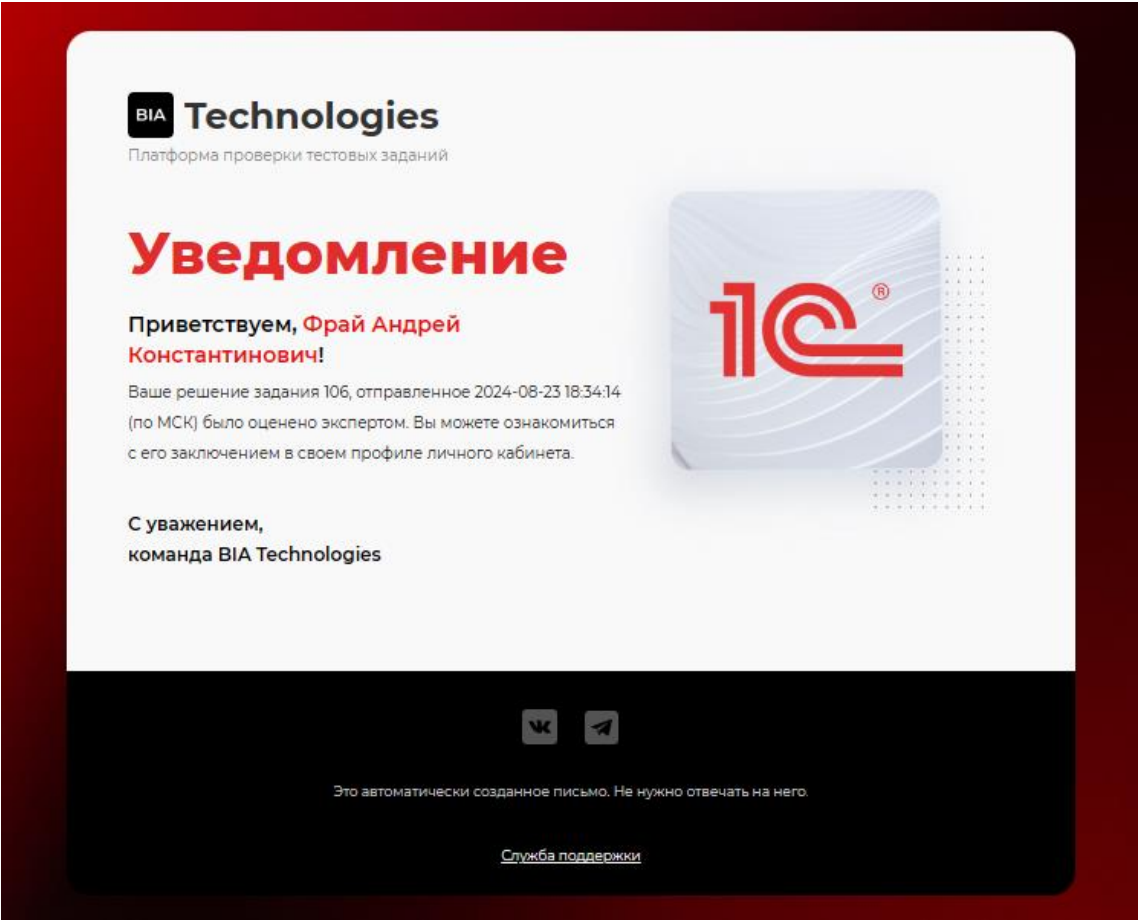 BIA Technologies
Платформа проверки тестовых заданий
Уведомление
Приветствуем, Фрай Андрей
Константинович!
Ваше решение задания 106, отправленное 2024-08-23 18:34:14
(по МСК) было оценено экспертом. Вы можете ознакомиться
с его заключением в своем профиле личного кабинета.
1С®
С уважением,
команда BIA Technologies
Это автоматически созданное письмо. Не нужно отвечать на него.
Служба поддержки